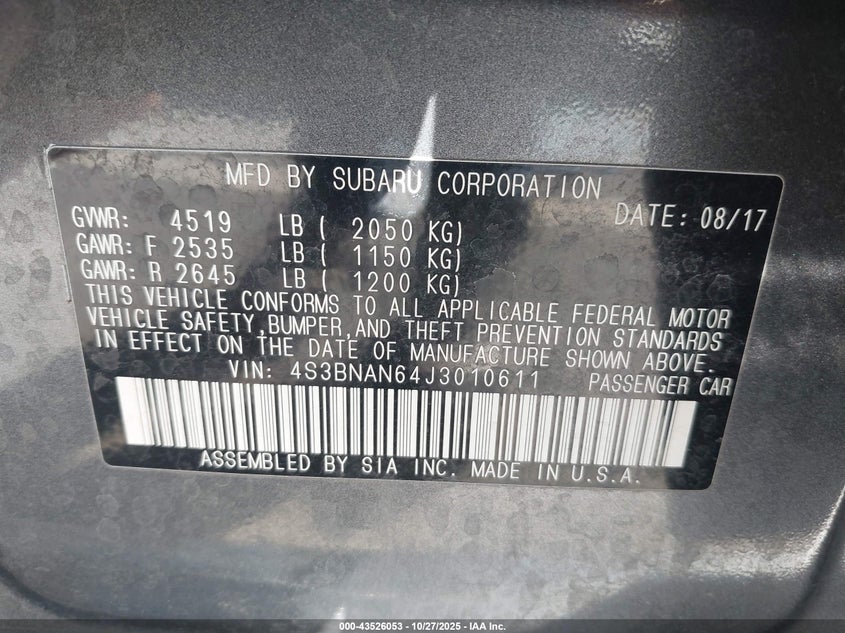 MFD BY SUBARU CORPORATION
DATE: 08/17
GVWR: 4519 LB ( 2050 KG)
GAWR: F 2535 LB ( 1150 KG)
GAWR: R 2645 LB ( 1200 KG)
THIS VEHICLE CONFORMS TO ALL APPLICABLE FEDERAL MOTOR
VEHICLE SAFETY,BUMPER,AND THEFT PREVENTION STANDARDS
IN EFFECT ON THE DATE OF MANUFACTURE SHOWN ABOVE.
VIN: 4S3BNAN64J3010611 PASSENGER CAR
ASSEMBLED BY SIA INC. MADE IN U.S.A.
000-43526053 - 10/27/2025 - IAA Inc.